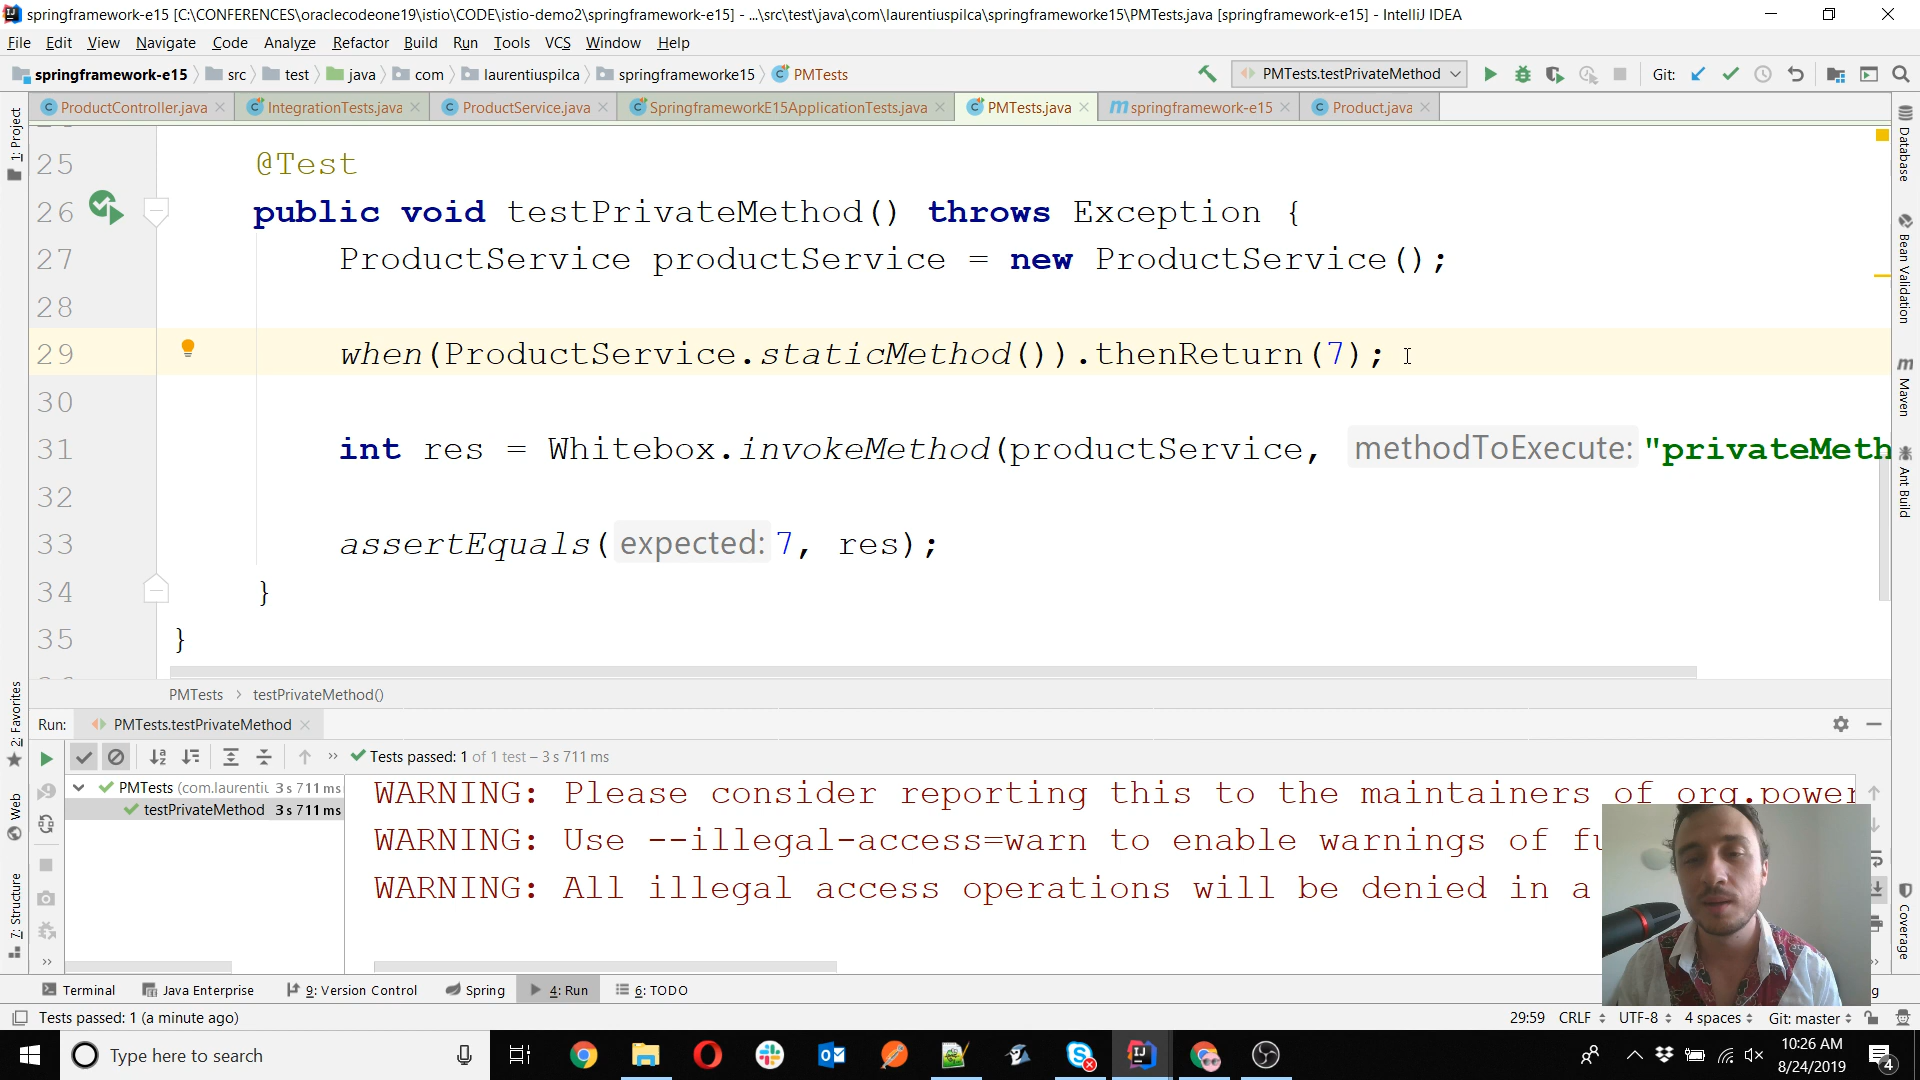 springframework-e15 [C:\CONFERENCES\oraclecodeone19\istio\CODE\istio-demo2\springframework-e15] - ...\src\test\java\com\laurentiuspilca\springframeworke15\PMTests.java [springframework-e15] - IntelliJ IDEA
File Edit View Navigate Code Analyze Refactor Build Run Tools VCS Window Help
springframework-e15 src test java com laurentiuspilca springframeworke15 PMTests PMTests.testPrivateMethod Git:
ProductController.java IntegrationTests.java ProductService.java SpringframeworkE15ApplicationTests.java PMTests.java springframework-e15 Product.java
1: Project
2: Favorites
Web
7: Structure
25 @Test
26 public void testPrivateMethod() throws Exception {
27 ProductService productService = new ProductService();
28
29 when(ProductService.staticMethod()).thenReturn(7);
30
31 int res = Whitebox.invokeMethod(productService, methodToExecute: "privateMeth
32
33 assertEquals( expected: 7, res);
34 }
35 }
Database
Bean Validation
Maven
Ant Build
Coverage
PMTests › testPrivateMethod()
Run: PMTests.testPrivateMethod
Tests passed: 1 of 1 test – 3 s 711 ms
PMTests (com.laurentiu 3 s 711 ms
testPrivateMethod 3 s 711 ms
WARNING: Please consider reporting this to the maintainers of org.power
WARNING: Use --illegal-access=warn to enable warnings of fu
WARNING: All illegal access operations will be denied in a
Terminal Java Enterprise 9: Version Control Spring 4: Run 6: TODO
Tests passed: 1 (a minute ago) 29:59 CRLF UTF-8 4 spaces Git: master
Type here to search
10:26 AM
8/24/2019
4